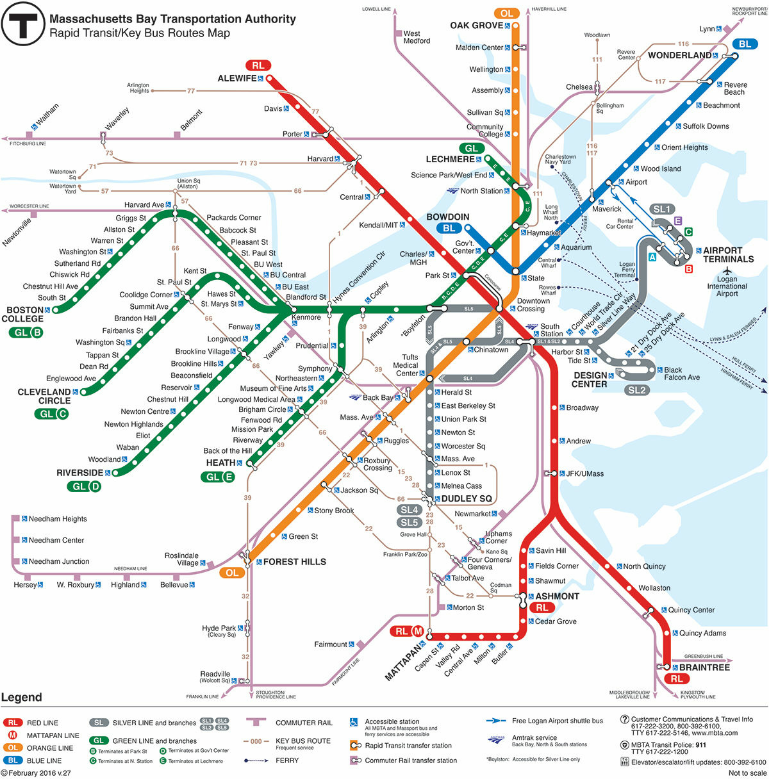 T
Massachusetts Bay Transportation Authority
Rapid Transit/Key Bus Routes Map
LOWELL LINE
HAVERHILL LINE
NEWBURYPORT/
ROCKPORT LINE
OL
OAK GROVE
West
Medford
Malden Center
Wellington
Assembly
Sullivan Sq
Community
College
Woodlawn
111
Revere
Center
116
117
Lynn
WONDERLAND
BL
Revere
Beach
Beachmont
Suffolk Downs
Orient Heights
Wood Island
Airport
Maverick
Chelsea
Bellingham
Sq
116
117
RL
ALEWIFE
Arlington
Heights
77
77
Davis
Porter
Harvard
Central
Kendall/MIT
Charles/
MGH
Park St
Waltham
Waverley
Belmont
FITCHBURG LINE
73
71
71 73
Watertown
Sq
Watertown
Yard
57
Union Sq
(Allston)
66
1
WORCESTER LINE
Newtonville
GL
LECHMERE
Science Park/West End
North Station
BOWDOIN
BL
Gov't.
Center
Haymarket
State
Aquarium
Downtown
Crossing
South
Station
Charlestown
Navy Yard
Long
Wharf
North
Central
Wharf
Rowes
Wharf
Rental
Car Center
Logan
Ferry
Terminal
SL1
E
C
A
B
AIRPORT
TERMINALS
Logan
International
Airport
Harvard Ave
57
Griggs St
Allston St
Warren St
Washington St
Sutherland Rd
Chiswick Rd
Chestnut Hill Ave
South St
BOSTON
COLLEGE
GL B
Packards Corner
Babcock St
Pleasant St
St. Paul St
BU West
BU Central
BU East
Blandford St
Kenmore
Hynes Convention Ctr
Copley
Arlington
*Boylston
Kent St
St. Paul St
Coolidge Corner
Summit Ave
Brandon Hall
Fairbanks St
Washington Sq
Tappan St
Dean Rd
Englewood Ave
CLEVELAND
CIRCLE
GL C
Hawes St
St. Marys St
Fenway
Longwood
Brookline Village
Brookline Hills
Beaconsfield
Reservoir
Chestnut Hill
Newton Centre
Newton Highlands
Eliot
Waban
Woodland
RIVERSIDE
GL D
Yawkey
Prudential
Symphony
Northeastern
Museum of Fine Arts
Longwood Medical Area
Brigham Circle
Fenwood Rd
Mission Park
Riverway
Back of the Hill
HEATH
GL E
Back Bay
Mass. Ave
Ruggles
Roxbury
Crossing
Jackson Sq
Stony Brook
Green St
FOREST HILLS
OL
Tufts
Medical
Center
Chinatown
Herald St
East Berkeley St
Union Park St
Newton St
Worcester Sq
Mass. Ave
Lenox St
Melnea Cass
DUDLEY SQ
SL4
SL5
Courthouse
World Trade Ctr
Silver Line Way
Harbor St
Tide St
DESIGN
CENTER
SL2
21 Dry Dock Ave
25 Dry Dock Ave
Black
Falcon Ave
Broadway
Andrew
JFK/UMass
Savin Hill
Fields Corner
Shawmut
ASHMONT
RL
Cedar Grove
RL M
MATTAPAN
Capen St
Valley Rd
Central Ave
Milton
Butler
North Quincy
Wollaston
Quincy Center
Quincy Adams
BRAINTREE
RL
GREENBUSH LINE
MIDDLEBOROUGH/
LAKEVILLE LINE
KINGSTON/
PLYMOUTH LINE
Newmarket
Uphams
Corner
Kane Sq
Four Corners/
Geneva
Talbot Ave
Codman
Sq
Morton St
Fairmount
FAIRMOUNT LINE
Grove Hall
Franklin Park/Zoo
Needham Heights
Needham Center
Needham Junction
NEEDHAM LINE
Hersey
W. Roxbury
Highland
Bellevue
Roslindale
Village
Hyde Park
(Cleary Sq)
Readville
(Wolcott Sq)
32
32
FRANKLIN LINE
STOUGHTON/
PROVIDENCE LINE
Legend
RL RED LINE
M MATTAPAN LINE
OL ORANGE LINE
BL BLUE LINE
SL SILVER LINE and branches SL1 SL4 SL2 SL5
GL GREEN LINE and branches
B Terminates at Park St
C Terminates at N. Station
D Terminates at Gov't Center
E Terminates at Lechmere
COMMUTER RAIL
000 KEY BUS ROUTE
Frequent service
FERRY
Accessible station
All MBTA and Massport bus and
ferry services are accessible
Rapid Transit transfer station
Commuter Rail transfer station
Free Logan Airport shuttle bus
Amtrak service
Back Bay, North & South stations
*Boylston: Accessible for Silver Line only
Customer Communications & Travel Info
617-222-3200, 800-392-6100,
TTY 617-222-5146, www.mbta.com
MBTA Transit Police: 911
TTY 617-222-1200
Elevator/escalator/lift updates: 800-392-6100
©February 2016 v.27
Not to scale